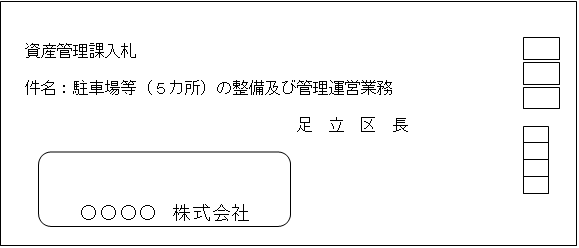 資産管理課入札
件名：駐車場等（５カ所）の整備及び管理運営業務
足　立　区　長
○○○○　株式会社